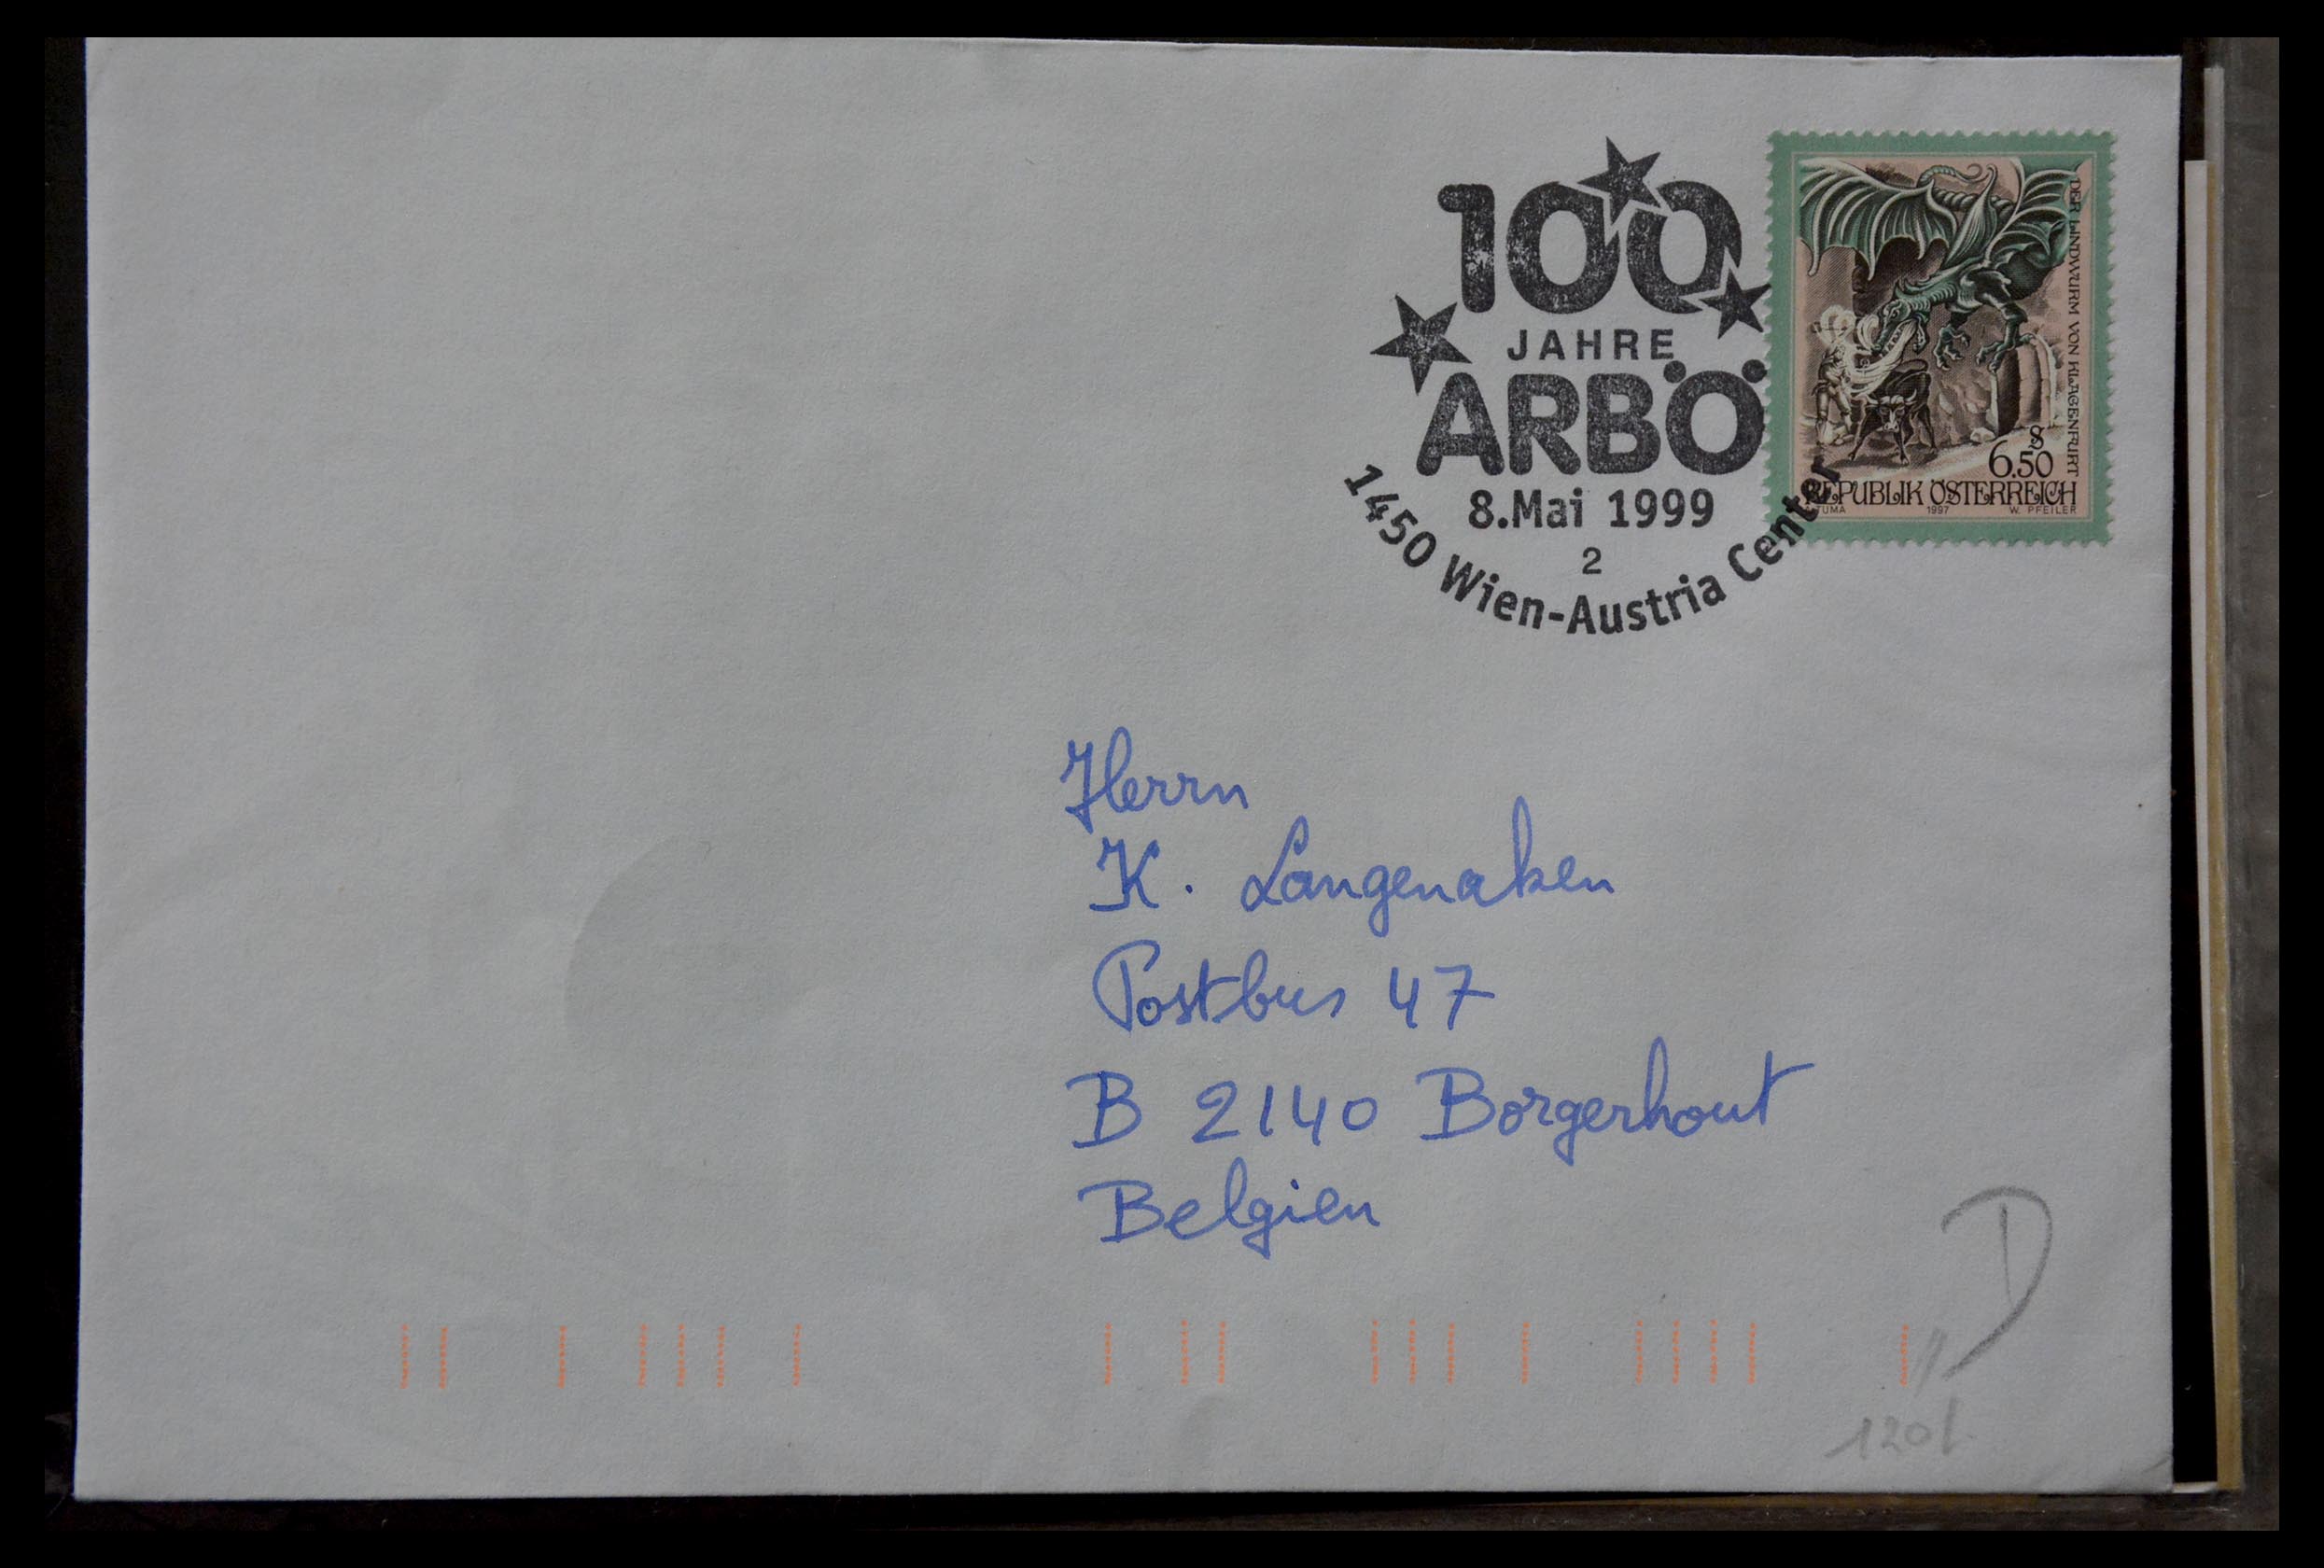 100
JAHRE
ARBÖ
8.Mai 1999
2
1450 Wien-Austria Center
DER LINDWURM VON KLAGENFURT
S
6.50
REPUBLIK ÖSTERREICH
TUMA 1997 W. PFEILER
Herrn
K. Langenaken
Postbus 47
B 2140 Borgerhout
Belgien
D